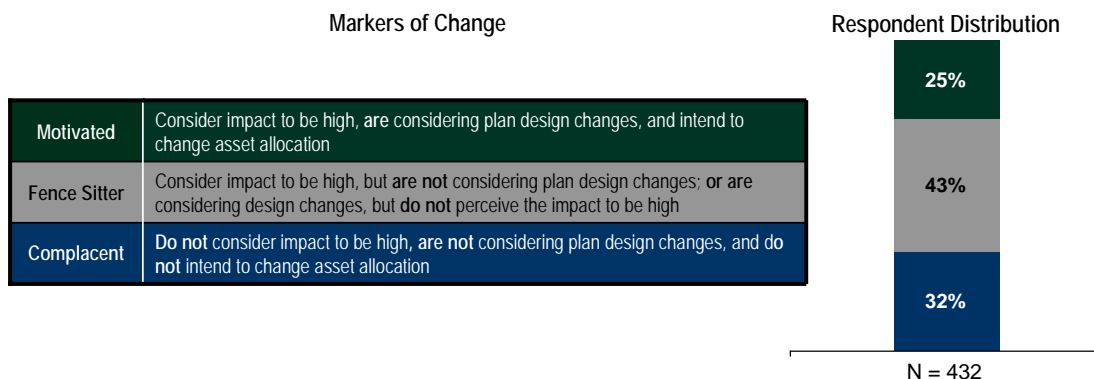 Markers of Change
Respondent Distribution
Motivated
Consider impact to be high, are considering plan design changes, and intend to
change asset allocation
Fence Sitter
Consider impact to be high, but are not considering plan design changes; or are
considering design changes, but do not perceive the impact to be high
Complacent
Do not consider impact to be high, are not considering plan design changes, and do
not intend to change asset allocation
25%
43%
32%
N = 432